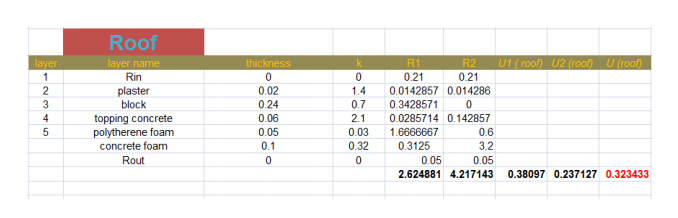 Roof
layer layer name thickness k R1 R2 U1 ( roof) U2 (roof) U (roof)
1 Rin 0 0 0.21 0.21
2 plaster 0.02 1.4 0.0142857 0.014286
3 block 0.24 0.7 0.3428571 0
4 topping concrete 0.06 2.1 0.0285714 0.142857
5 polytherene foam 0.05 0.03 1.6666667 0.6
concrete foam 0.1 0.32 0.3125 3.2
Rout 0 0 0.05 0.05
2.624881 4.217143 0.38097 0.237127 0.323433